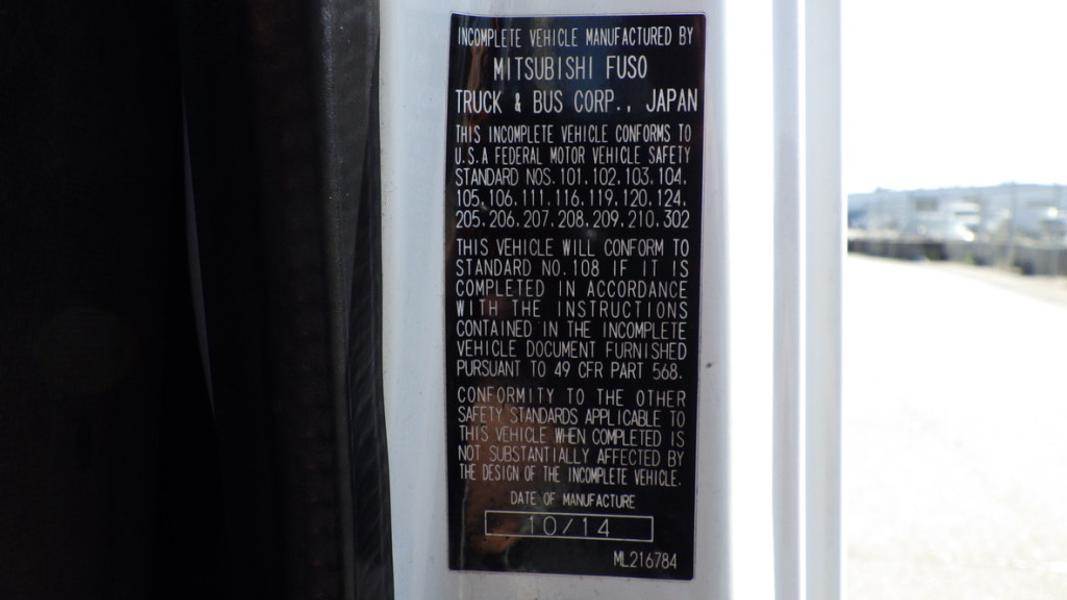 INCOMPLETE VEHICLE MANUFACTURED BY
MITSUBISHI FUSO
TRUCK & BUS CORP., JAPAN
THIS INCOMPLETE VEHICLE CONFORMS TO
U.S.A FEDERAL MOTOR VEHICLE SAFETY
STANDARD NOS. 101, 102, 103, 104,
105, 106, 111, 116, 119, 120, 124,
205, 206, 207, 208, 209, 210, 302
THIS VEHICLE WILL CONFORM TO
STANDARD NO. 108 IF IT IS
COMPLETED IN ACCORDANCE
WITH THE INSTRUCTIONS
CONTAINED IN THE INCOMPLETE
VEHICLE DOCUMENT FURNISHED
PURSUANT TO 49 CFR PART 568.
CONFORMITY TO THE OTHER
SAFETY STANDARDS APPLICABLE TO
THIS VEHICLE WHEN COMPLETED IS
NOT SUBSTANTIALLY AFFECTED BY
THE DESIGN OF THE INCOMPLETE VEHICLE.
DATE OF MANUFACTURE
10/14
ML216784